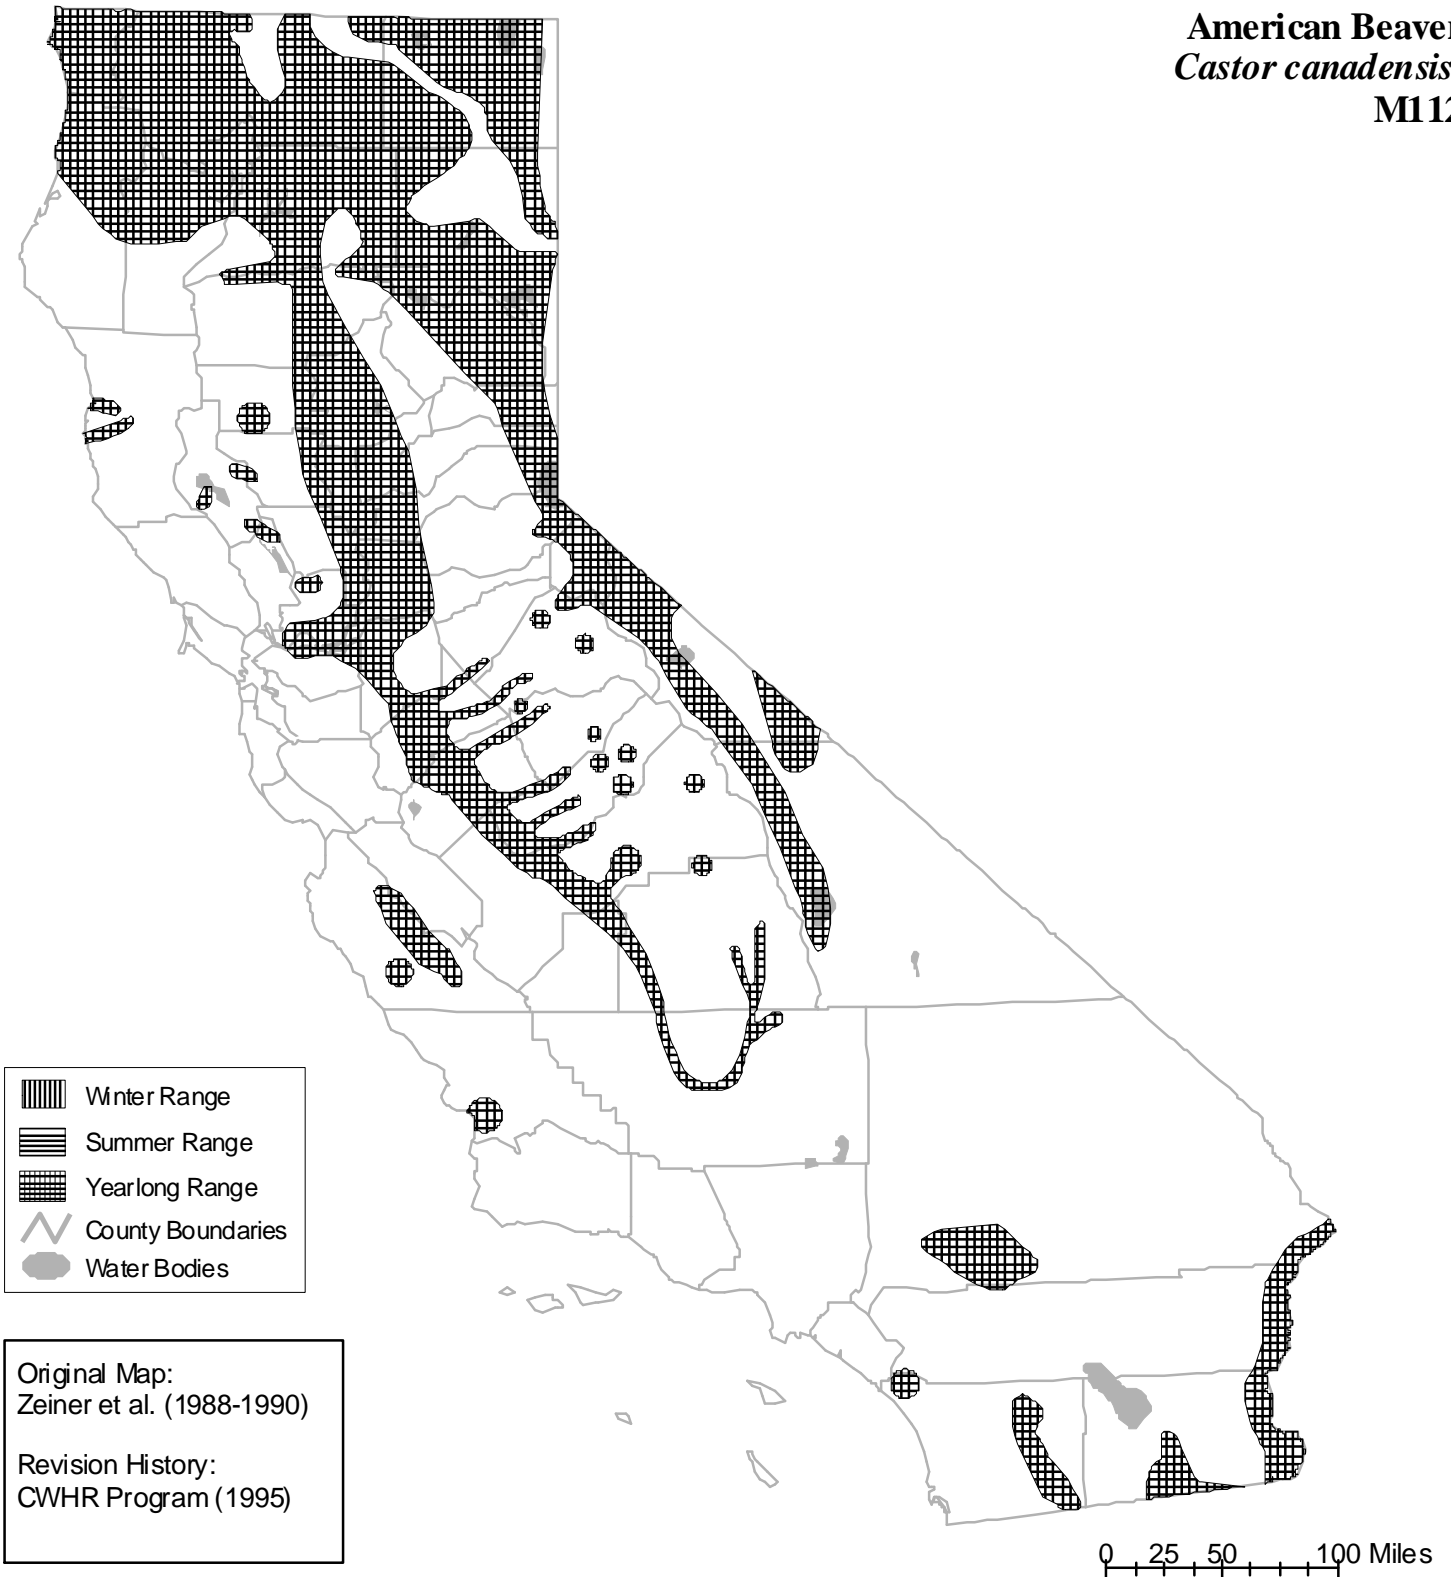 American Beaver
Castor canadensis
M112
Winter Range
Summer Range
Yearlong Range
County Boundaries
Water Bodies
Original Map:
Zeiner et al. (1988-1990)
Revision History:
CWHR Program (1995)
0 25 50 100 Miles